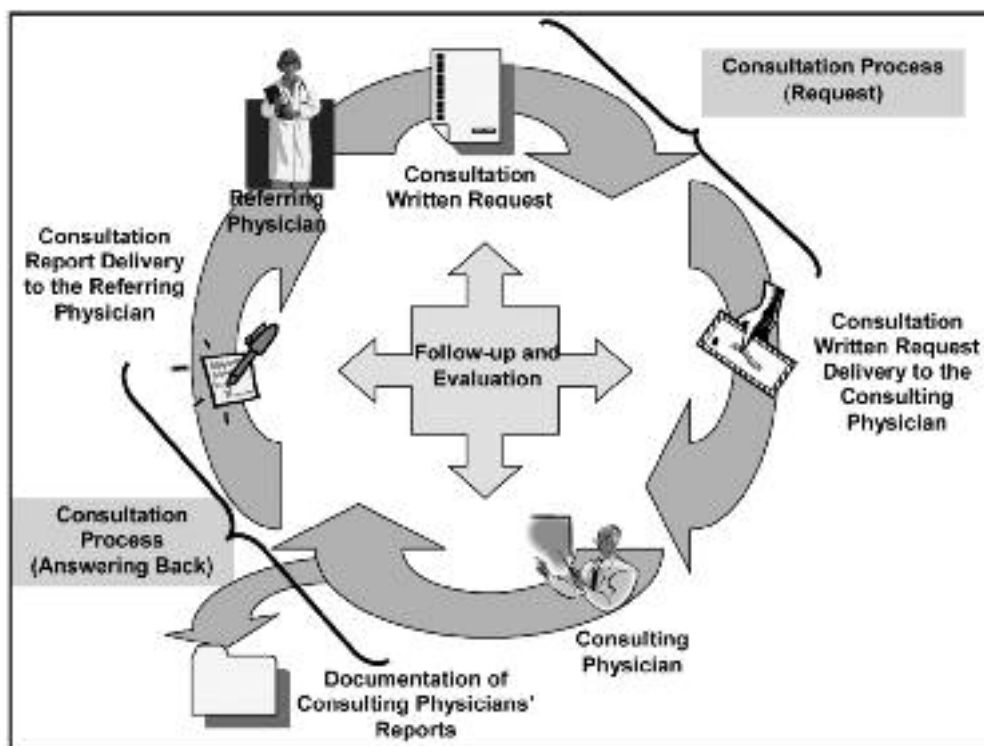 Consultation Process
(Request)
Referring
Physician
Consultation
Written Request
Consultation
Report Delivery
to the Referring
Physician
Follow-up and
Evaluation
Consultation
Written Request
Delivery to the
Consulting
Physician
Consultation
Process
(Answering Back)
Consulting
Physician
Documentation of
Consulting Physicians'
Reports